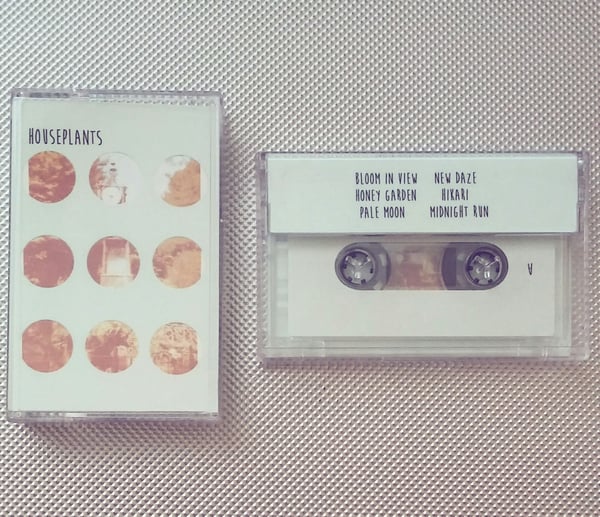 HOUSEPLANTS
BLOOM IN VIEW NEW DAZE
HONEY GARDEN HIKARI
PALE MOON MIDNIGHT RUN
A